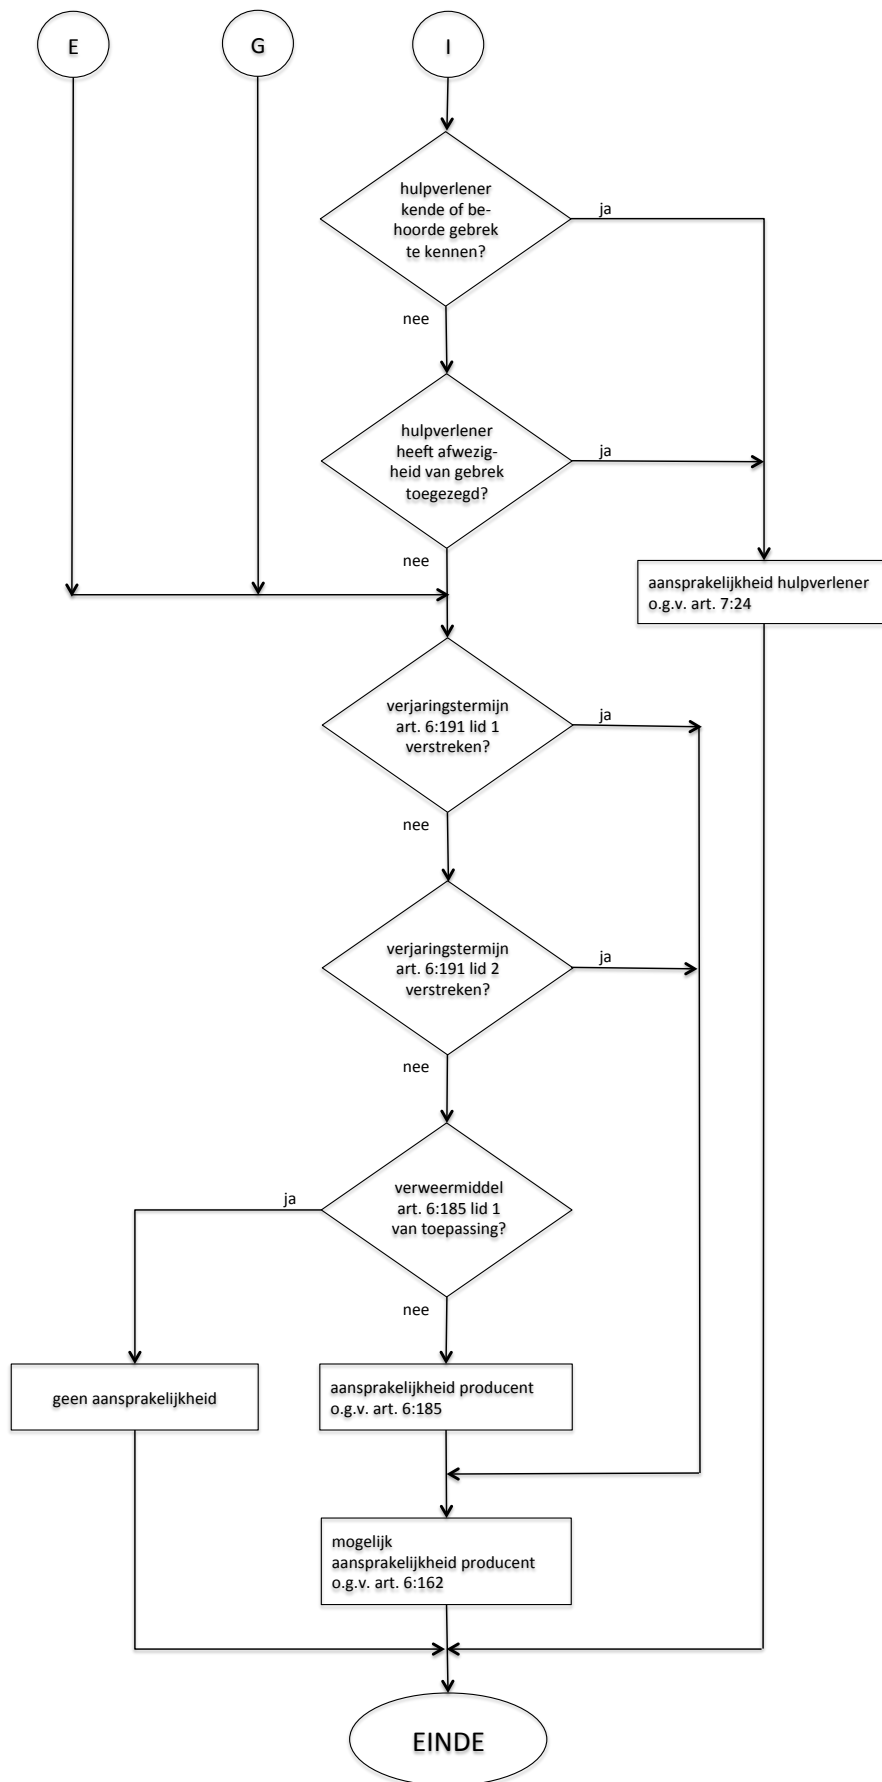 E
G
I
hulpverlener
kende of be-
hoorde gebrek
te kennen?
ja
nee
hulpverlener
heeft afwezig-
heid van gebrek
toegezegd?
ja
nee
aansprakelijkheid hulpverlener
o.g.v. art. 7:24
verjaringstermijn
art. 6:191 lid 1
verstreken?
ja
nee
verjaringstermijn
art. 6:191 lid 2
verstreken?
ja
nee
verweermiddel
art. 6:185 lid 1
van toepassing?
ja
nee
geen aansprakelijkheid
aansprakelijkheid producent
o.g.v. art. 6:185
mogelijk
aansprakelijkheid producent
o.g.v. art. 6:162
EINDE